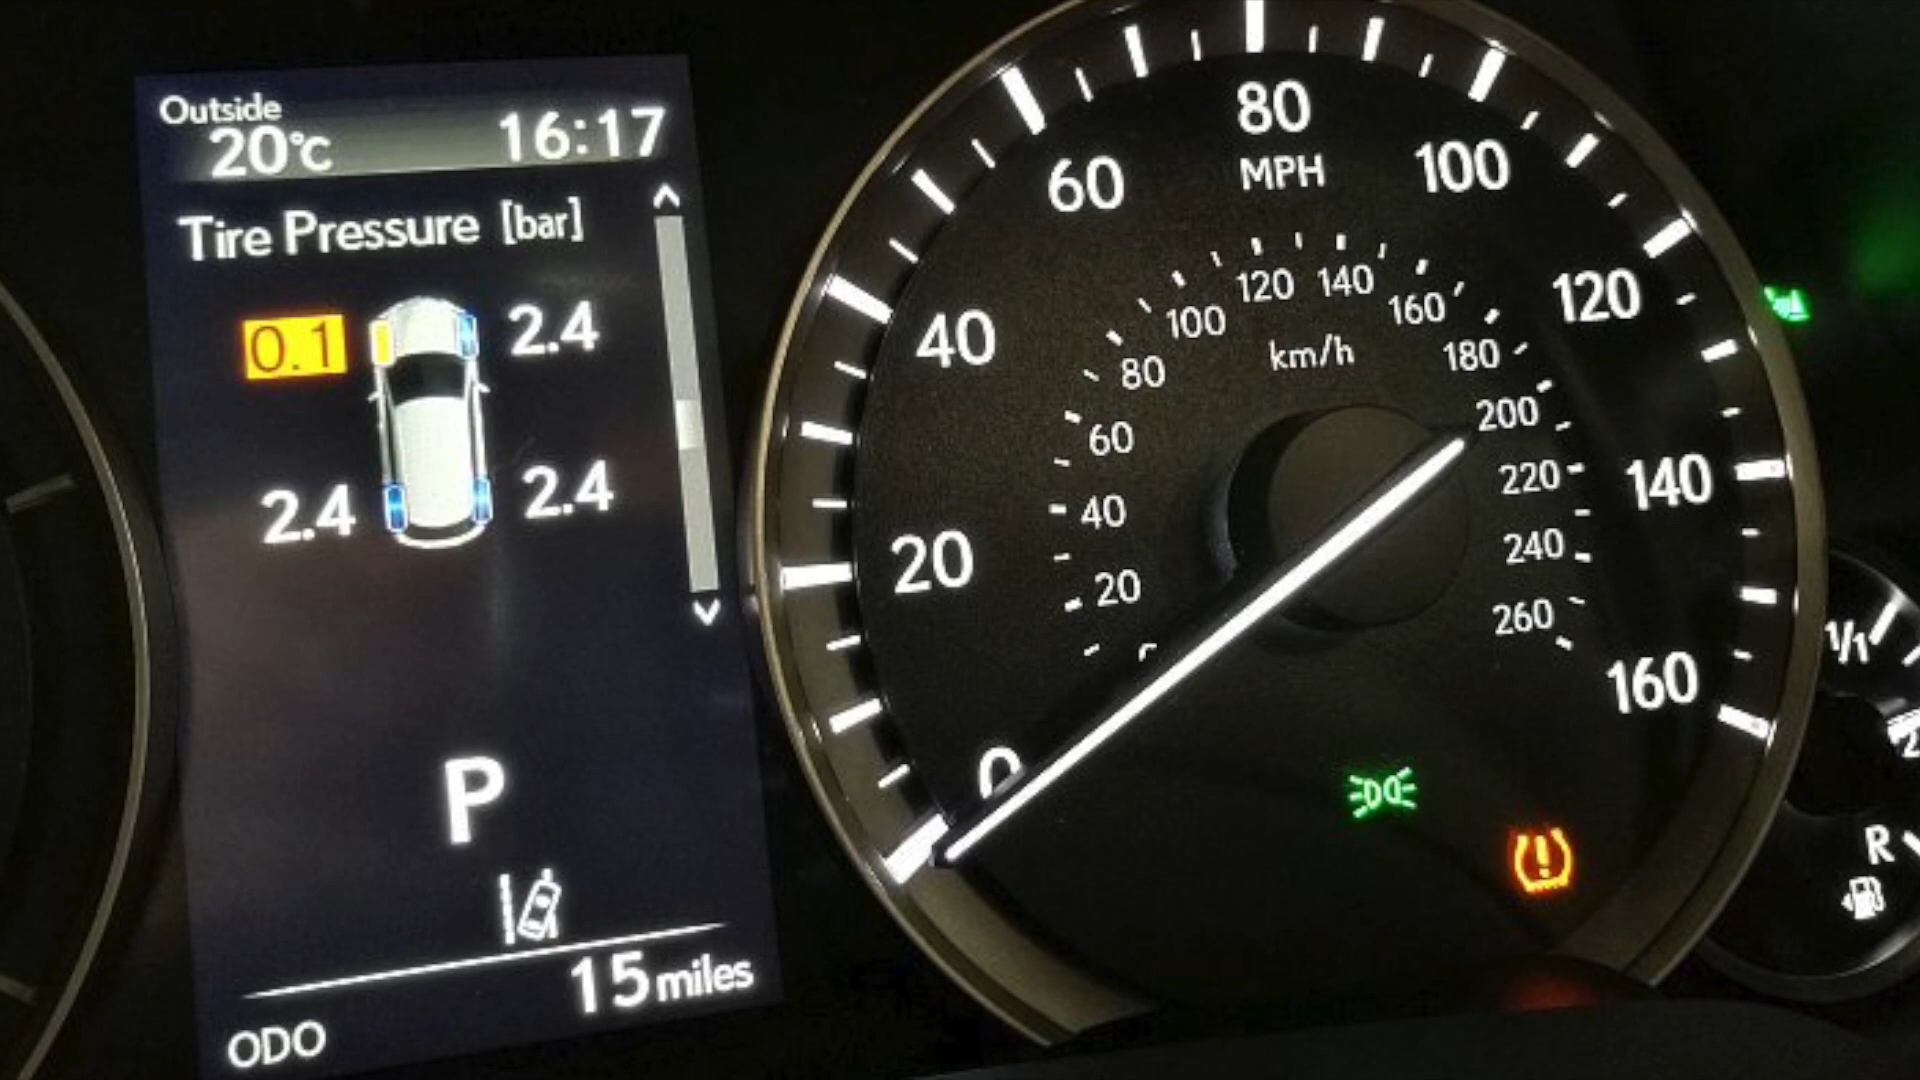 Outside
20°C 16:17
Tire Pressure [bar]
0.1 2.4
2.4 2.4
P
15 miles
ODO
0
20
40
60
80
100
120
140
160
MPH
20
40
60
80
100
120
140
160
180
200
220
240
260
km/h
1/1
R